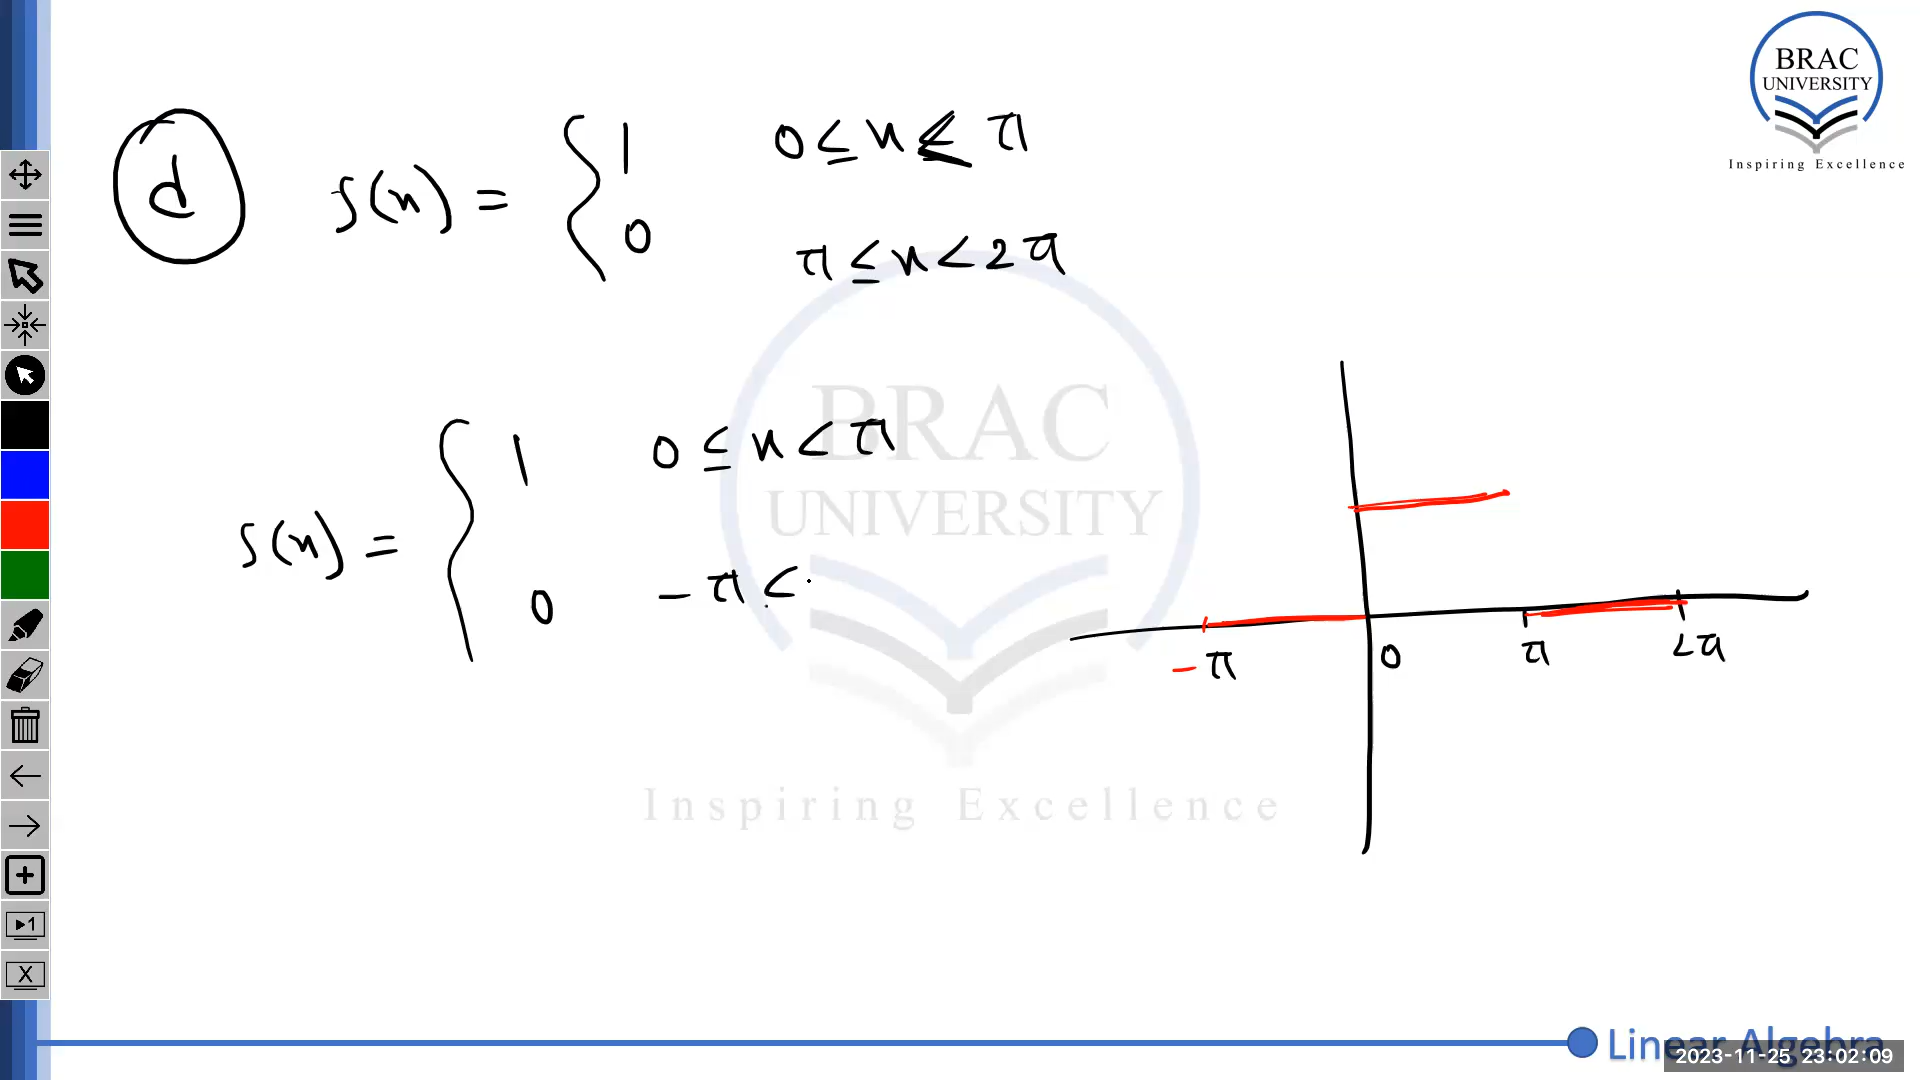 BRAC
UNIVERSITY
Inspiring Excellence
d f(x) = { 1 0 ≤ x < π
0 π ≤ x < 2π
f(x) = { 1 0 ≤ x < π
0 - π <
BRAC
UNIVERSITY
Inspiring Excellence
- π 0 π 2π
▶1
X
Linear Algebra
2023-11-25 23:02:09